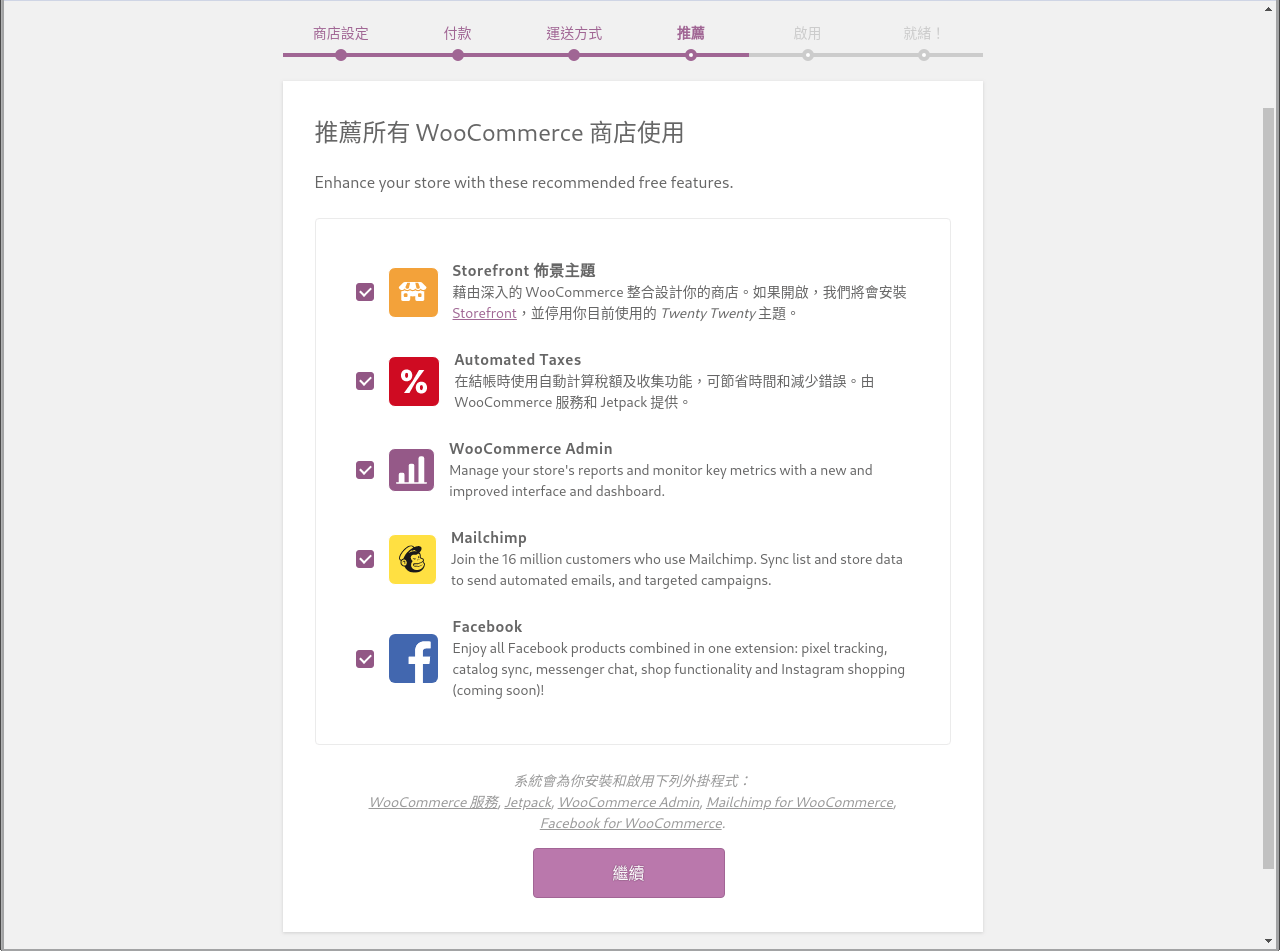 商店設定 付款 運送方式 推薦 啟用 就緒！
推薦所有 WooCommerce 商店使用
Enhance your store with these recommended free features.
Storefront 佈景主題
藉由深入的 WooCommerce 整合設計你的商店。如果開啟，我們將會安裝
Storefront，並停用你目前使用的 Twenty Twenty 主題。
%
Automated Taxes
在結帳時使用自動計算稅額及收集功能，可節省時間和減少錯誤。由
WooCommerce 服務和 Jetpack 提供。
WooCommerce Admin
Manage your store's reports and monitor key metrics with a new and
improved interface and dashboard.
Mailchimp
Join the 16 million customers who use Mailchimp. Sync list and store data
to send automated emails, and targeted campaigns.
Facebook
Enjoy all Facebook products combined in one extension: pixel tracking,
catalog sync, messenger chat, shop functionality and Instagram shopping
(coming soon)!
系統會為你安裝和啟用下列外掛程式：
WooCommerce 服務, Jetpack, WooCommerce Admin, Mailchimp for WooCommerce,
Facebook for WooCommerce.
繼續